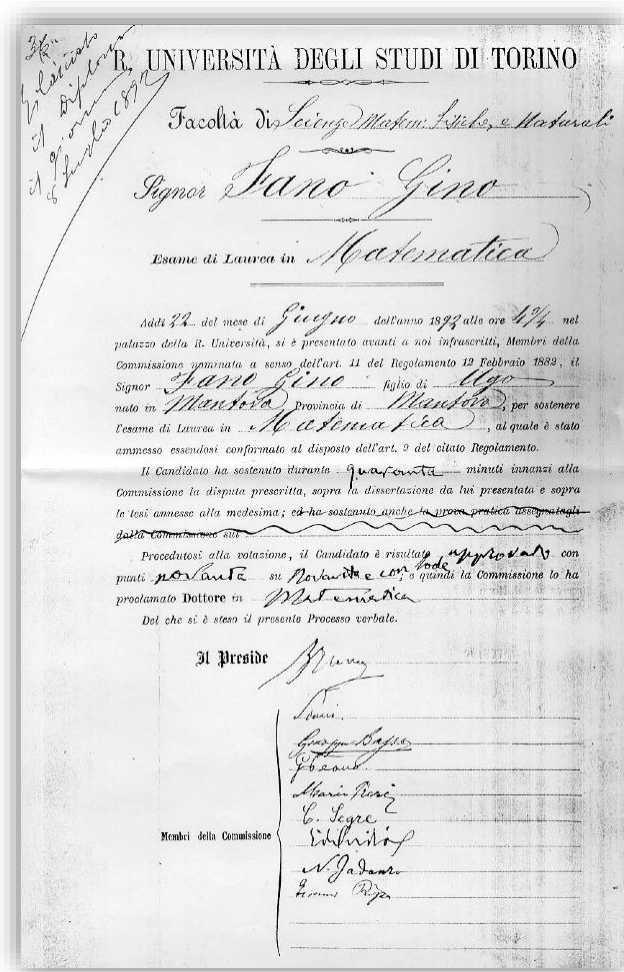 Rilasciato
il Diploma
il giorno
8 Luglio 1892
R. UNIVERSITÀ DEGLI STUDI DI TORINO
Facoltà di Scienze Matem. Fisiche, e Naturali
Signor Fano Gino
Esame di Laurea in Matematica
Addì 22 del mese di Giugno dell'anno 1892 alle ore nel
palazzo della R. Università, si è presentato avanti a noi infrascritti, Membri della
Commissione nominata a senso dell'art. 11 del Regolamento 12 Febbraio 1882, il
Signor Fano Gino figlio di Ugo
nato in Mantova Provincia di Mantova, per sostenere
l'esame di Laurea in Matematica, al quale è stato
ammesso essendosi conformato al disposto dell'art. 9 del citato Regolamento.
Il Candidato ha sostenuto durante quaranta minuti innanzi alla
Commissione la disputa prescritta, sopra la dissertazione da lui presentata e sopra
le tesi annesse alla medesima; ed ha sostenuto anche la prova pratica assegnatagli
dalla Commissione sul
Procedutosi alla votazione, il Candidato è risultato approvato con
punti novanta su Novanta e con lode, e quindi la Commissione lo ha
proclamato Dottore in Matematica
Del che si è steso il presente Processo verbale.
Il Preside
Membri della Commissione
Giuseppe Basso
G Peano
Mario Pieri
C. Segre
N. Jadanza